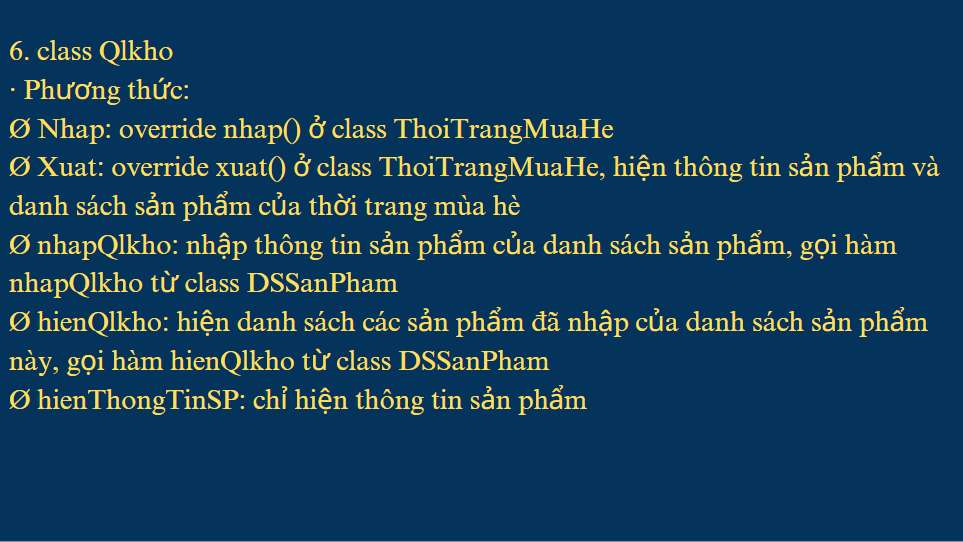 6. class Qlkho
· Phương thức:
Ø Nhap: override nhap() ở class ThoiTrangMuaHe
Ø Xuat: override xuat() ở class ThoiTrangMuaHe, hiện thông tin sản phẩm và
danh sách sản phẩm của thời trang mùa hè
Ø nhapQlkho: nhập thông tin sản phẩm của danh sách sản phẩm, gọi hàm
nhapQlkho từ class DSSanPham
Ø hienQlkho: hiện danh sách các sản phẩm đã nhập của danh sách sản phẩm
này, gọi hàm hienQlkho từ class DSSanPham
Ø hienThongTinSP: chỉ hiện thông tin sản phẩm